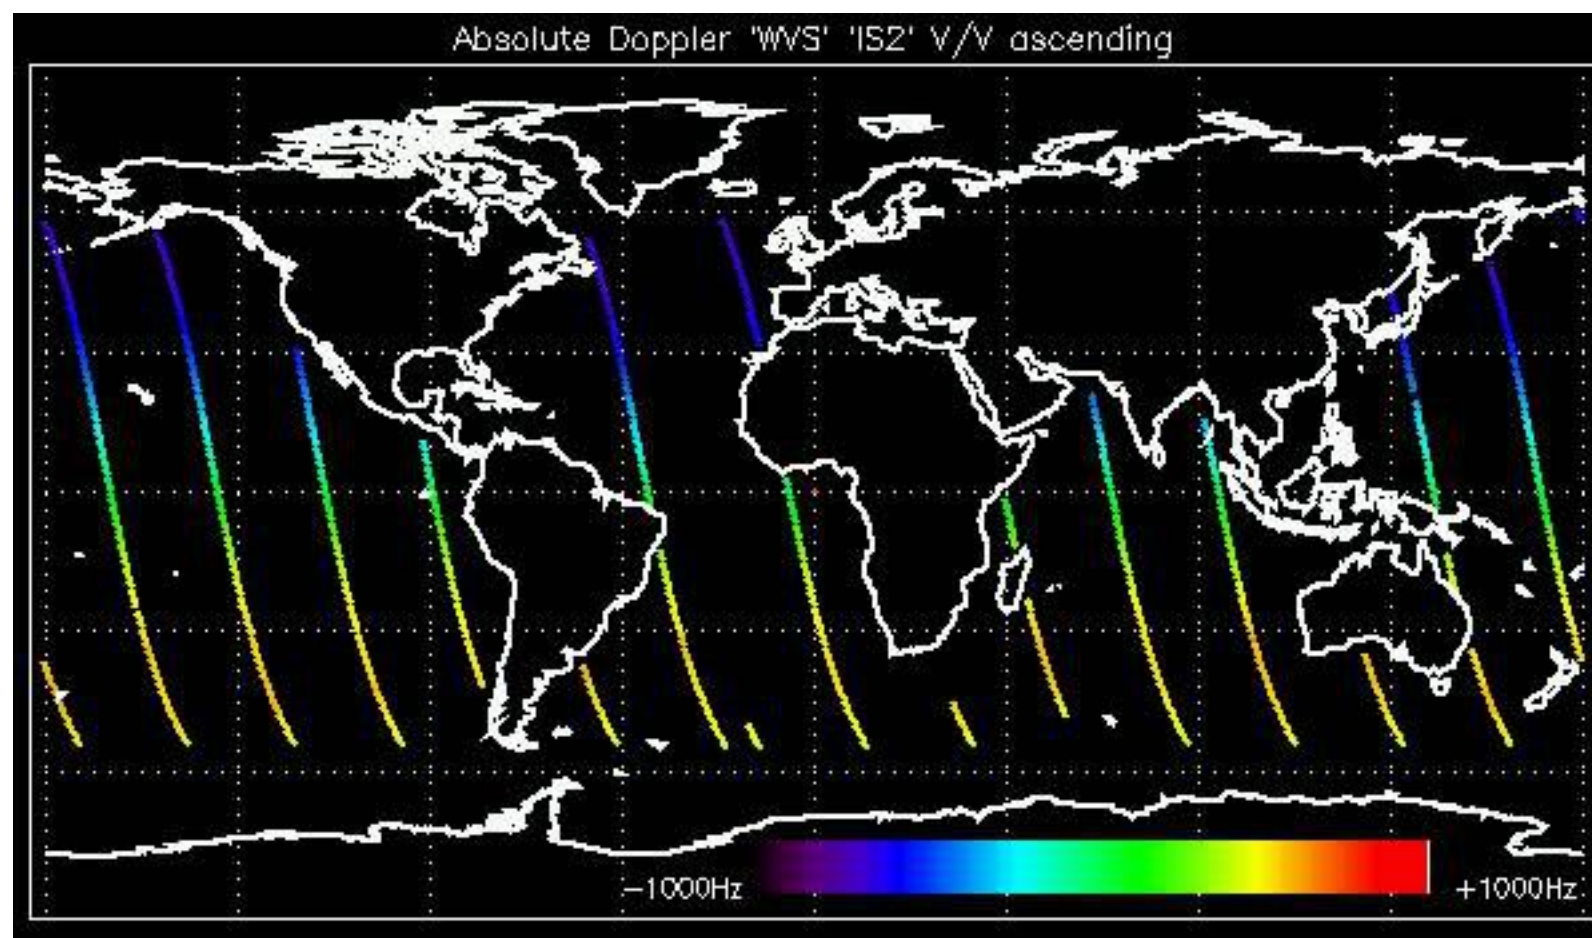 Absolute Doppler 'WVS' 'IS2' V/V ascending
-1000Hz +1000Hz